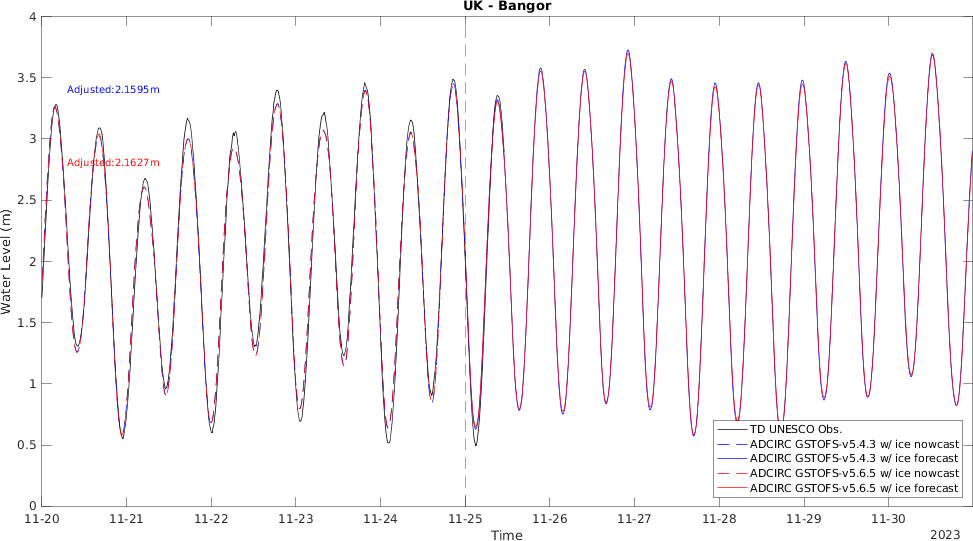 UK - Bangor
4
3.5
3
2.5
2
1.5
1
0.5
0
Water Level (m)
Adjusted:2.1595m
Adjusted:2.1627m
TD UNESCO Obs.
ADCIRC GSTOFS-v5.4.3 w/ ice nowcast
ADCIRC GSTOFS-v5.4.3 w/ ice forecast
ADCIRC GSTOFS-v5.6.5 w/ ice nowcast
ADCIRC GSTOFS-v5.6.5 w/ ice forecast
11-20 11-21 11-22 11-23 11-24 11-25 11-26 11-27 11-28 11-29 11-30
Time
2023